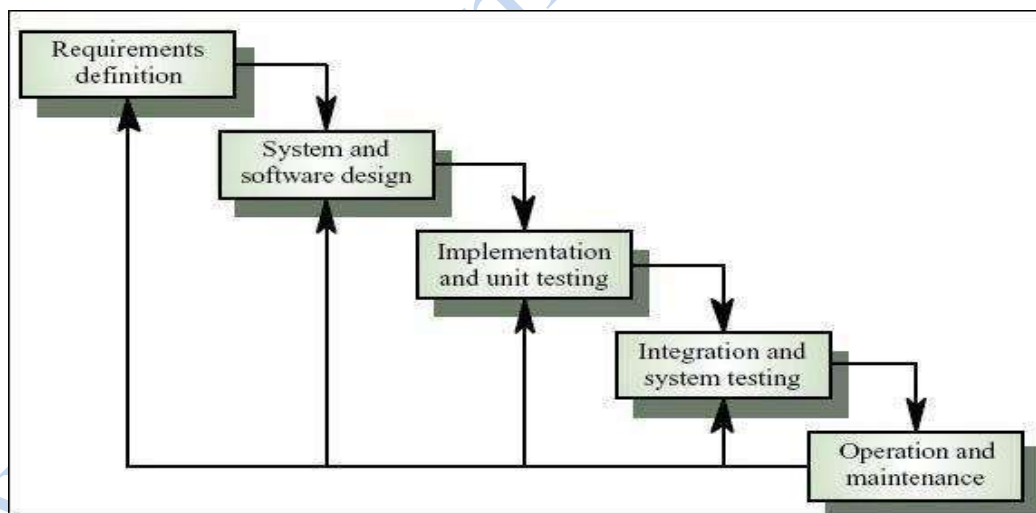 Requirements
definition
System and
software design
Implementation
and unit testing
Integration and
system testing
Operation and
maintenance